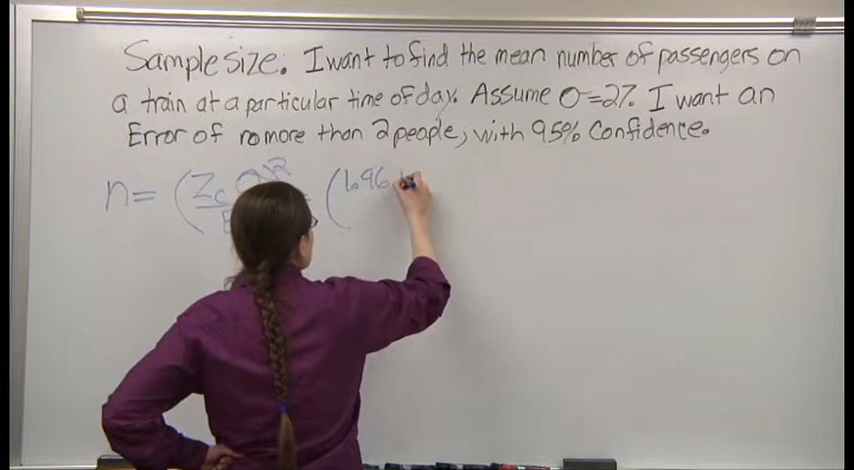 Sample size: I want to find the mean number of passengers on
a train at a particular time of day. Assume σ=27. I want an
Error of no more than 2 people, with 95% Confidence.
n = (Zc σ)² (1.96